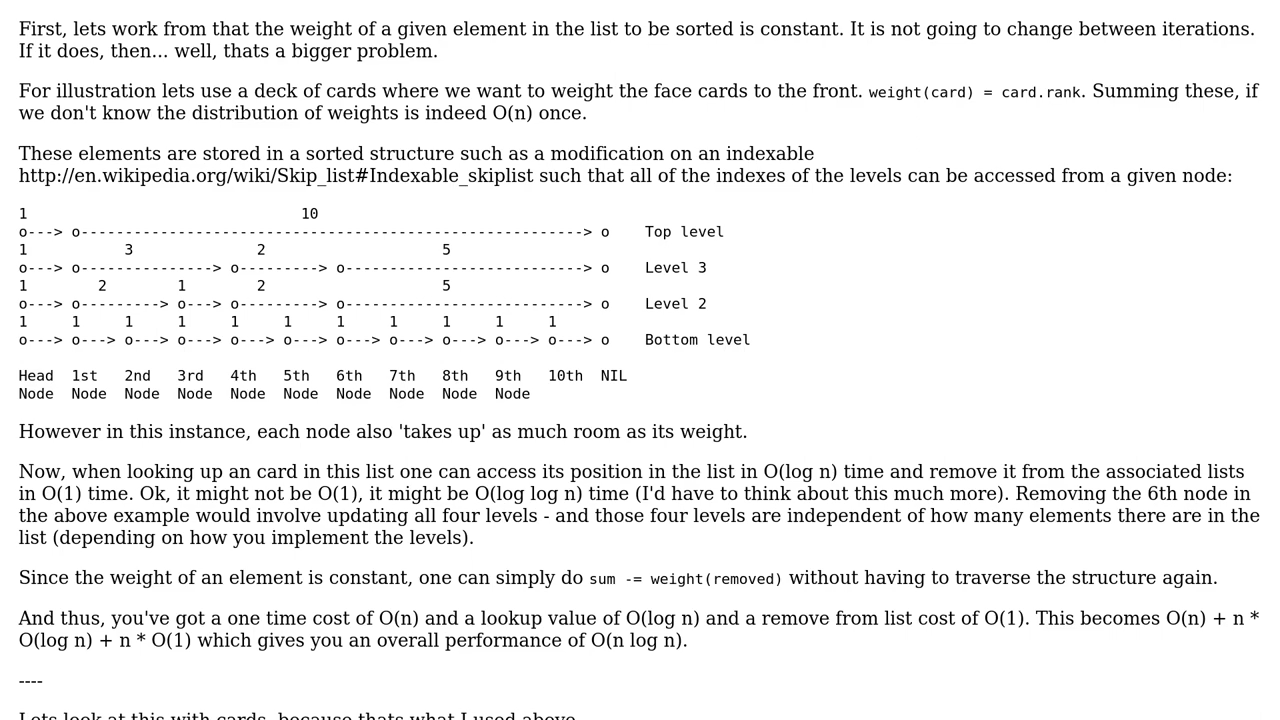 First, lets work from that the weight of a given element in the list to be sorted is constant. It is not going to change between iterations.
If it does, then... well, thats a bigger problem.
For illustration lets use a deck of cards where we want to weight the face cards to the front. weight(card) = card.rank. Summing these, if
we don't know the distribution of weights is indeed O(n) once.
These elements are stored in a sorted structure such as a modification on an indexable
http://en.wikipedia.org/wiki/Skip_list#Indexable_skiplist such that all of the indexes of the levels can be accessed from a given node:
1                               10
o---> o---------------------------------------------------------> o    Top level
1           3              2                    5
o---> o---------------> o---------> o---------------------------> o    Level 3
1        2        1        2                    5
o---> o---------> o---> o---------> o---------------------------> o    Level 2
1     1     1     1     1     1     1     1     1     1     1
o---> o---> o---> o---> o---> o---> o---> o---> o---> o---> o---> o    Bottom level
Head  1st   2nd   3rd   4th   5th   6th   7th   8th   9th   10th  NIL
Node  Node  Node  Node  Node  Node  Node  Node  Node  Node
However in this instance, each node also 'takes up' as much room as its weight.
Now, when looking up an card in this list one can access its position in the list in O(log n) time and remove it from the associated lists
in O(1) time. Ok, it might not be O(1), it might be O(log log n) time (I'd have to think about this much more). Removing the 6th node in
the above example would involve updating all four levels - and those four levels are independent of how many elements there are in the
list (depending on how you implement the levels).
Since the weight of an element is constant, one can simply do sum -= weight(removed) without having to traverse the structure again.
And thus, you've got a one time cost of O(n) and a lookup value of O(log n) and a remove from list cost of O(1). This becomes O(n) + n *
O(log n) + n * O(1) which gives you an overall performance of O(n log n).
----
Lets look at this with cards, because thats what I used above.